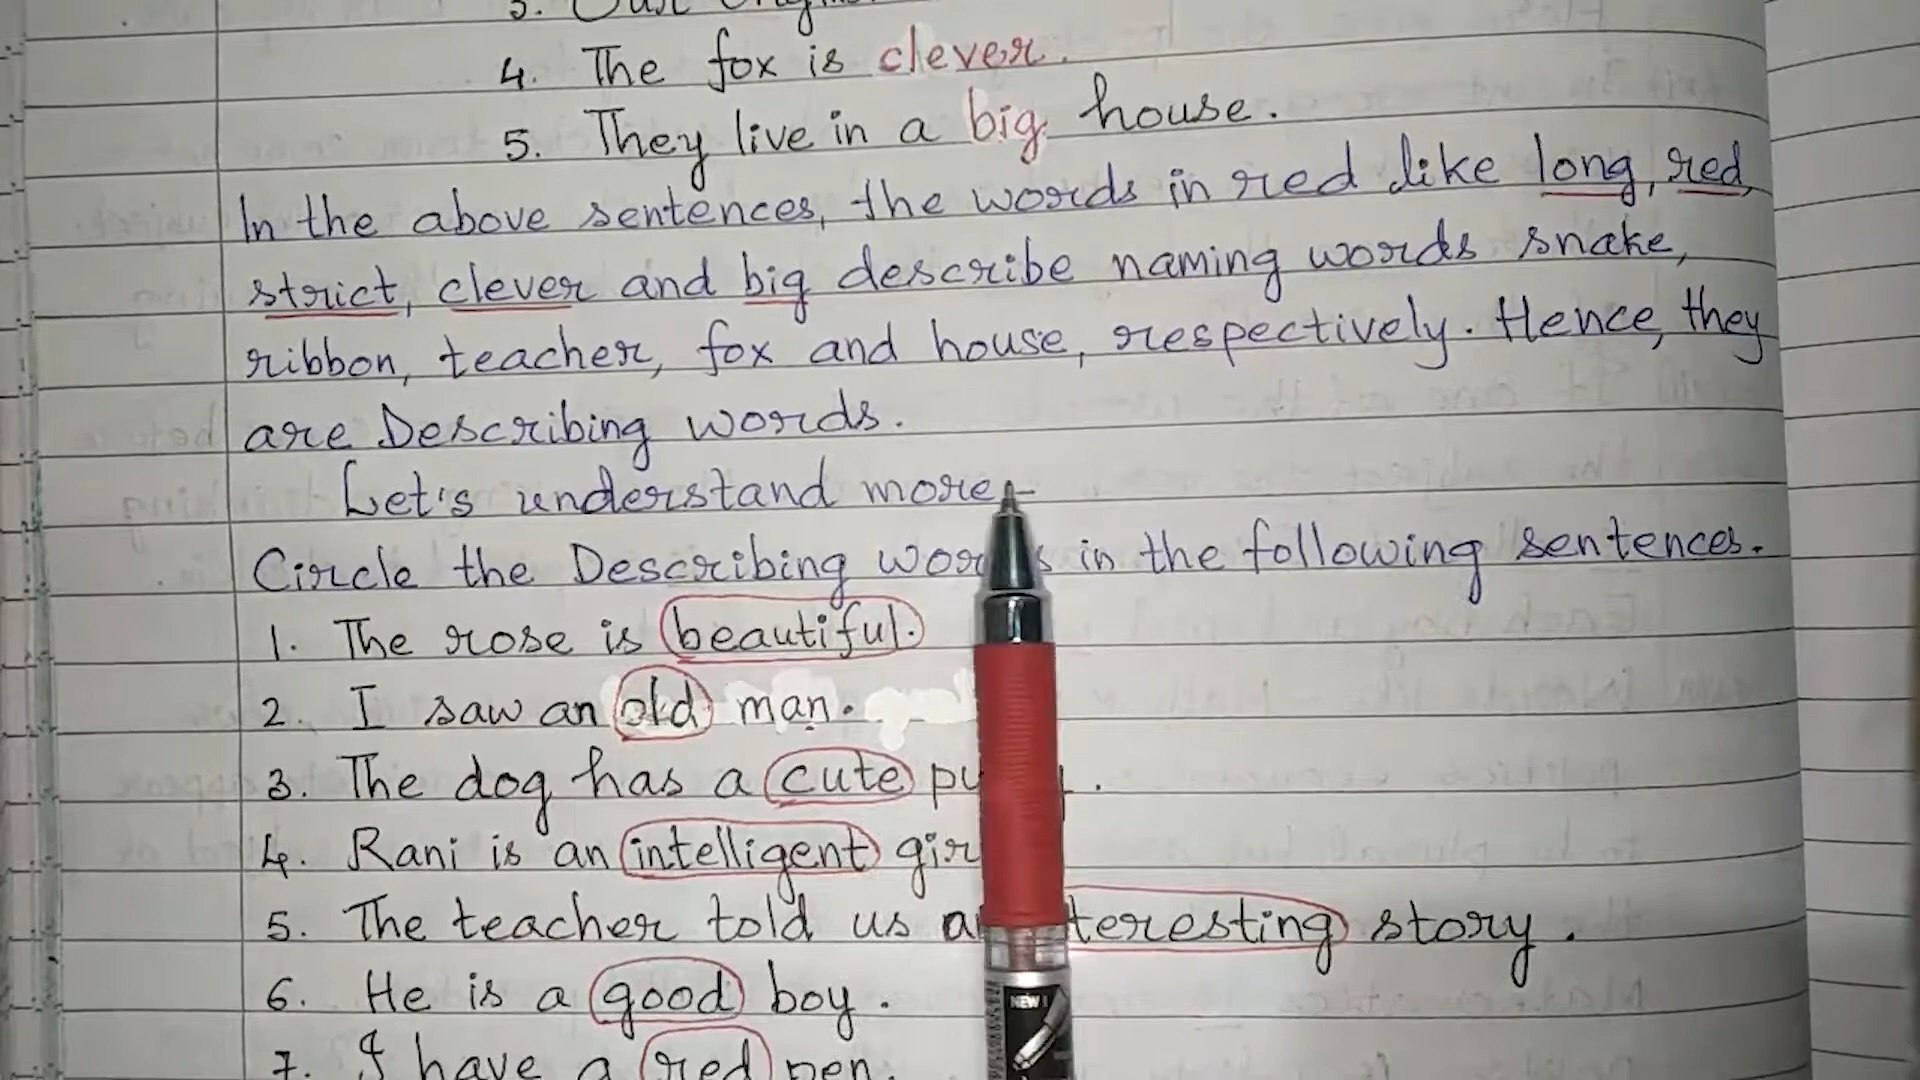 3. Our
4. The fox is clever.
5. They live in a big house.
In the above sentences, the words in red like long, red,
strict, clever and big describe naming words snake,
ribbon, teacher, fox and house, respectively. Hence, they
are Describing words.
Let's understand more-
Circle the Describing words in the following sentences.
1. The rose is beautiful.
2. I saw an old man.
3. The dog has a cute
4. Rani is an intelligent
5. The teacher told us story.
6. He is a good boy.
7. I have a red pen.
NEW